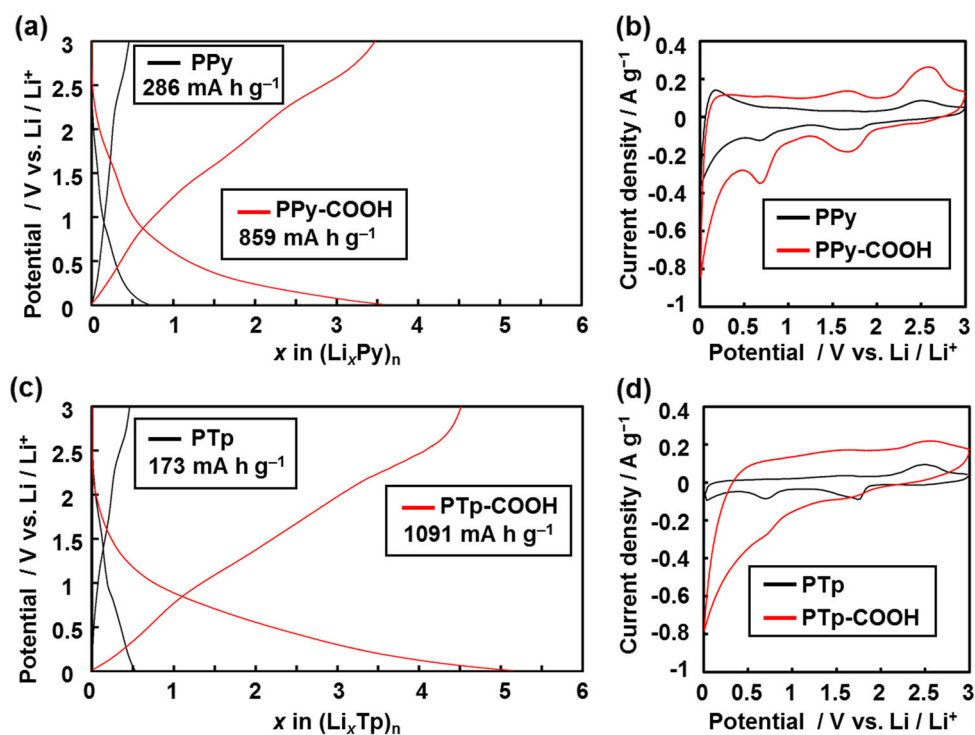 (a)
3
2.5
2
1.5
1
0.5
0
Potential / V vs. Li / Li⁺
PPy
286 mA h g⁻¹
PPy-COOH
859 mA h g⁻¹
0 1 2 3 4 5 6
x in (LiₓPy)ₙ
(b)
0.4
0.2
0
-0.2
-0.4
-0.6
-0.8
-1
Current density / A g⁻¹
PPy
PPy-COOH
0 0.5 1 1.5 2 2.5 3
Potential / V vs. Li / Li⁺
(c)
3
2.5
2
1.5
1
0.5
0
Potential / V vs. Li / Li⁺
PTp
173 mA h g⁻¹
PTp-COOH
1091 mA h g⁻¹
0 1 2 3 4 5 6
x in (LiₓTp)ₙ
(d)
0.4
0.2
0
-0.2
-0.4
-0.6
-0.8
-1
Current density / A g⁻¹
PTp
PTp-COOH
0 0.5 1 1.5 2 2.5 3
Potential / V vs. Li / Li⁺